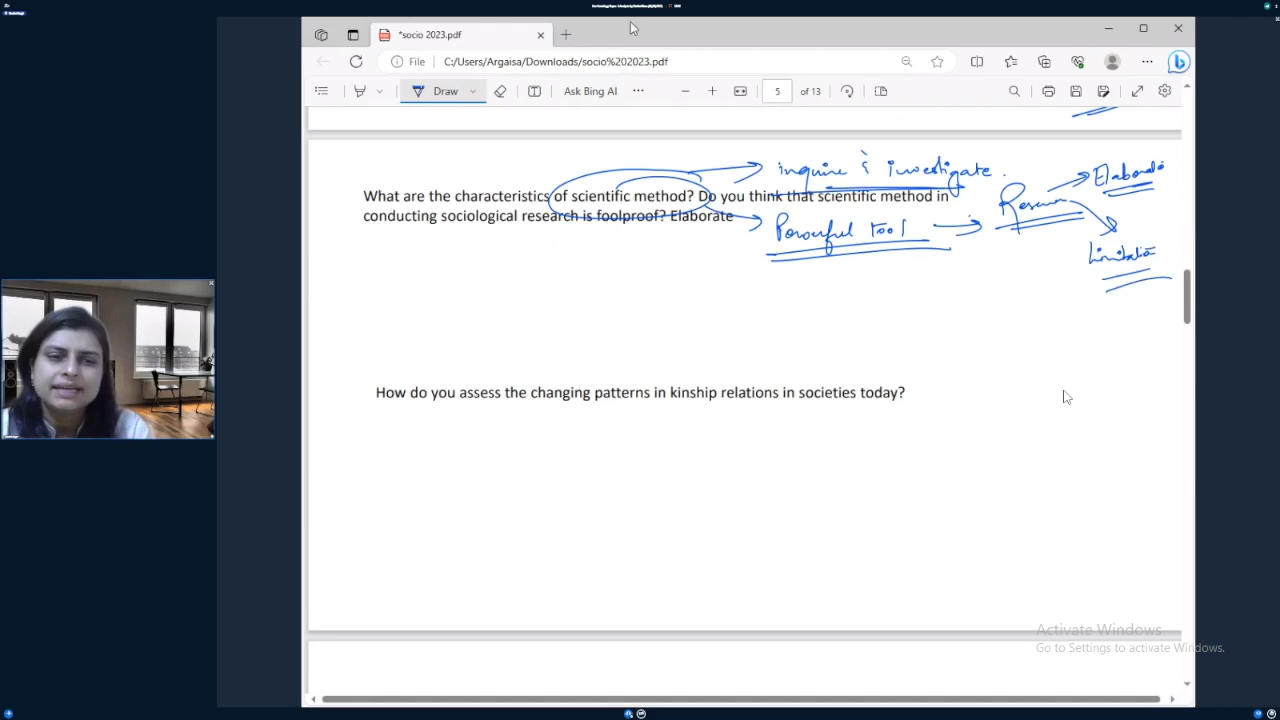 *socio 2023.pdf
File C:/Users/Argaisa/Downloads/socio%202023.pdf
Draw
Ask Bing AI
5 of 13
inquire & investigate.
Elaborate
What are the characteristics of scientific method? Do you think that scientific method in
conducting sociological research is foolproof? Elaborate
Powerful tool
Limitation
How do you assess the changing patterns in kinship relations in societies today?
Activate Windows
Go to Settings to activate Windows.